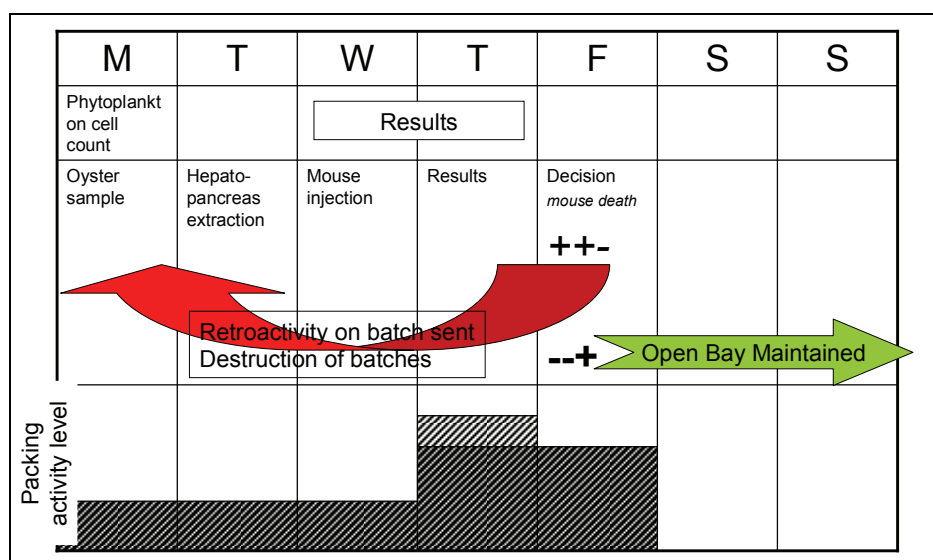 M T W T F S S
Phytoplankt
on cell
count
Results
Oyster
sample
Hepato-
pancreas
extraction
Mouse
injection
Results
Decision
mouse death
++-
Retroactivity on batch sent
Destruction of batches
--+
Open Bay Maintained
Packing
activity level